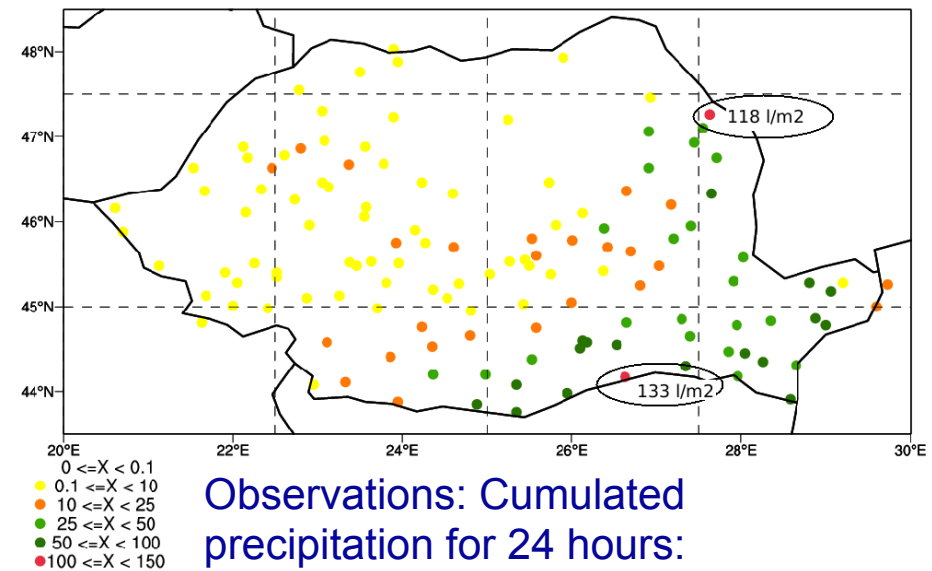 48°N
118 l/m2
47°N
46°N
45°N
44°N
133 l/m2
20°E 22°E 24°E 26°E 28°E 30°E
0 <=X < 0.1
0.1 <=X < 10
10 <=X < 25
25 <=X < 50
50 <=X < 100
100 <=X < 150
Observations: Cumulated
precipitation for 24 hours: